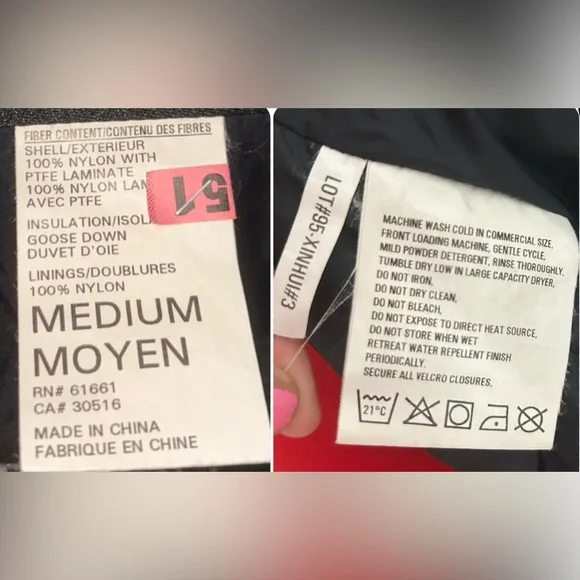 FIBER CONTENT/CONTENU DES FIBRES
SHELL/EXTERIEUR
100% NYLON WITH
PTFE LAMINATE
100% NYLON LAM
AVEC PTFE
51
INSULATION/ISOL
GOOSE DOWN
DUVET D'OIE
LININGS/DOUBLURES
100% NYLON
MEDIUM
MOYEN
RN# 61661
CA# 30516
MADE IN CHINA
FABRIQUE EN CHINE
LOT#95-XINHUI#3
MACHINE WASH COLD IN COMMERCIAL SIZE,
FRONT LOADING MACHINE, GENTLE CYCLE,
MILD POWDER DETERGENT, RINSE THOROUGHLY.
TUMBLE DRY LOW IN LARGE CAPACITY DRYER,
DO NOT IRON,
DO NOT DRY CLEAN,
DO NOT BLEACH,
DO NOT EXPOSE TO DIRECT HEAT SOURCE,
DO NOT STORE WHEN WET
RETREAT WATER REPELLENT FINISH
PERIODICALLY.
SECURE ALL VELCRO CLOSURES.
21°C